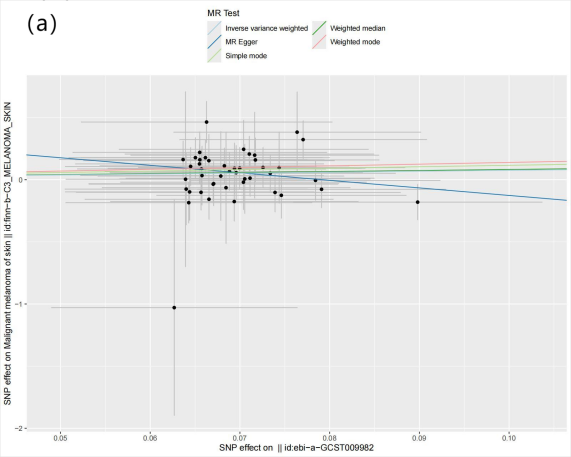 (a)
MR Test
Inverse variance weighted
Weighted median
MR Egger
Weighted mode
Simple mode
SNP effect on Malignant melanoma of skin || id:finn−b−C3_MELANOMA_SKIN
0
−1
−2
0.05
0.06
0.07
0.08
0.09
0.10
SNP effect on || id:ebi−a−GCST009982